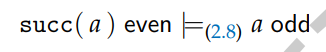 succ(a) even ⊨(2.8) a odd